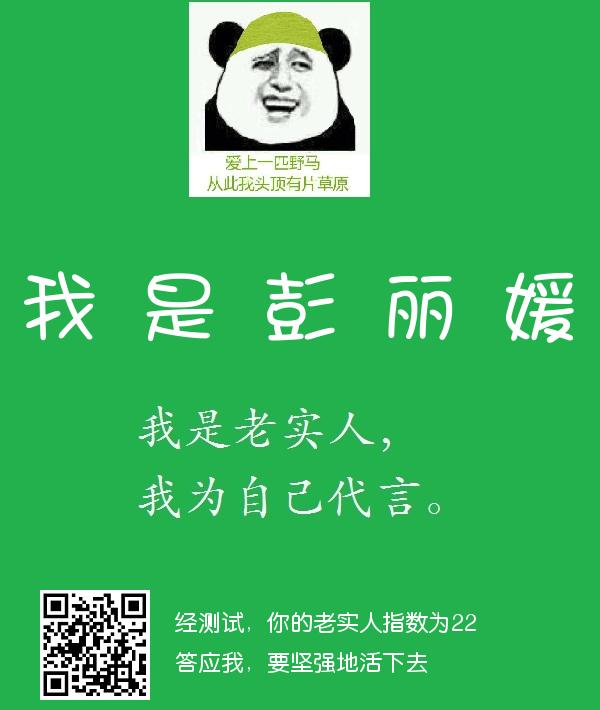 爱上一匹野马
从此我头顶有片草原
我是彭丽媛
我是老实人，
我为自己代言。
经测试，你的老实人指数为22
答应我，要坚强地活下去